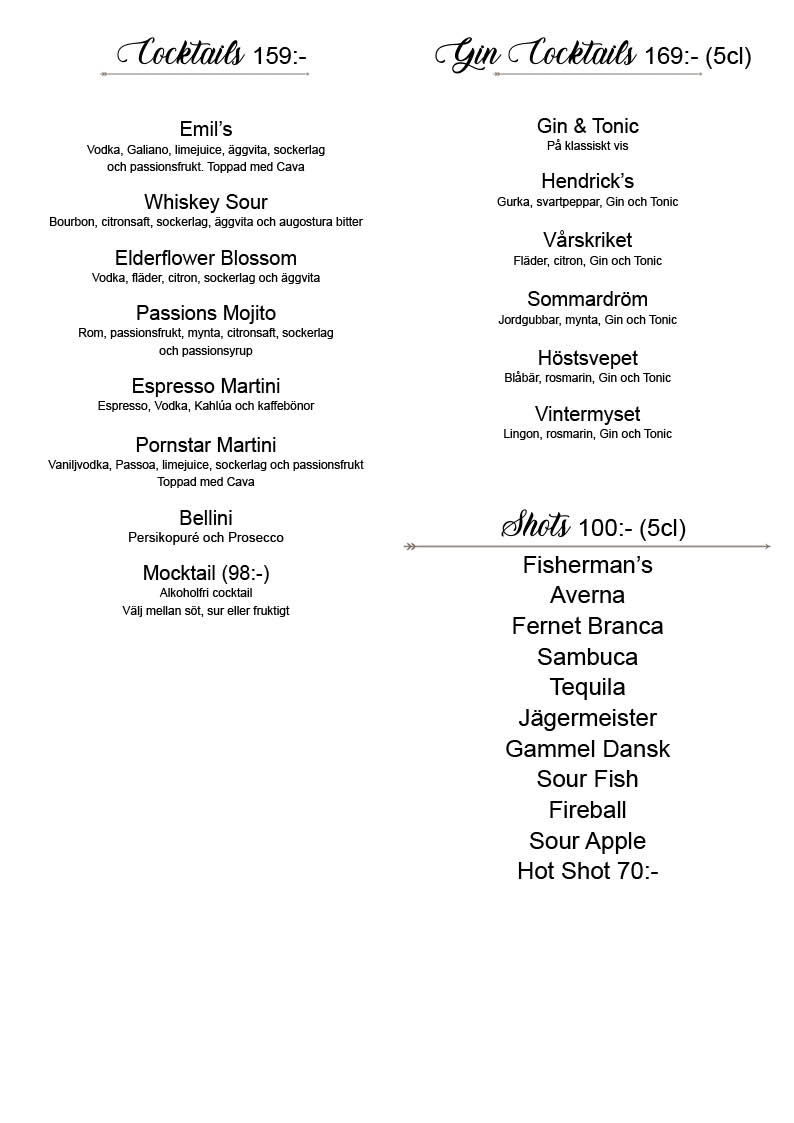 Cocktails 159:-
Emil's
Vodka, Galiano, limejuice, äggvita, sockerlag
och passionsfrukt. Toppad med Cava
Whiskey Sour
Bourbon, citronsaft, sockerlag, äggvita och augostura bitter
Elderflower Blossom
Vodka, fläder, citron, sockerlag och äggvita
Passions Mojito
Rom, passionsfrukt, mynta, citronsaft, sockerlag
och passionsyrup
Espresso Martini
Espresso, Vodka, Kahlúa och kaffebönor
Pornstar Martini
Vaniljvodka, Passoa, limejuice, sockerlag och passionsfrukt
Toppad med Cava
Bellini
Persikopuré och Prosecco
Mocktail (98:-)
Alkoholfri cocktail
Välj mellan söt, sur eller fruktigt
Gin Cocktails 169:- (5cl)
Gin & Tonic
På klassiskt vis
Hendrick's
Gurka, svartpeppar, Gin och Tonic
Vårskriket
Fläder, citron, Gin och Tonic
Sommardröm
Jordgubbar, mynta, Gin och Tonic
Höstsvepet
Blåbär, rosmarin, Gin och Tonic
Vintermyset
Lingon, rosmarin, Gin och Tonic
Shots 100:- (5cl)
Fisherman's
Averna
Fernet Branca
Sambuca
Tequila
Jägermeister
Gammel Dansk
Sour Fish
Fireball
Sour Apple
Hot Shot 70:-